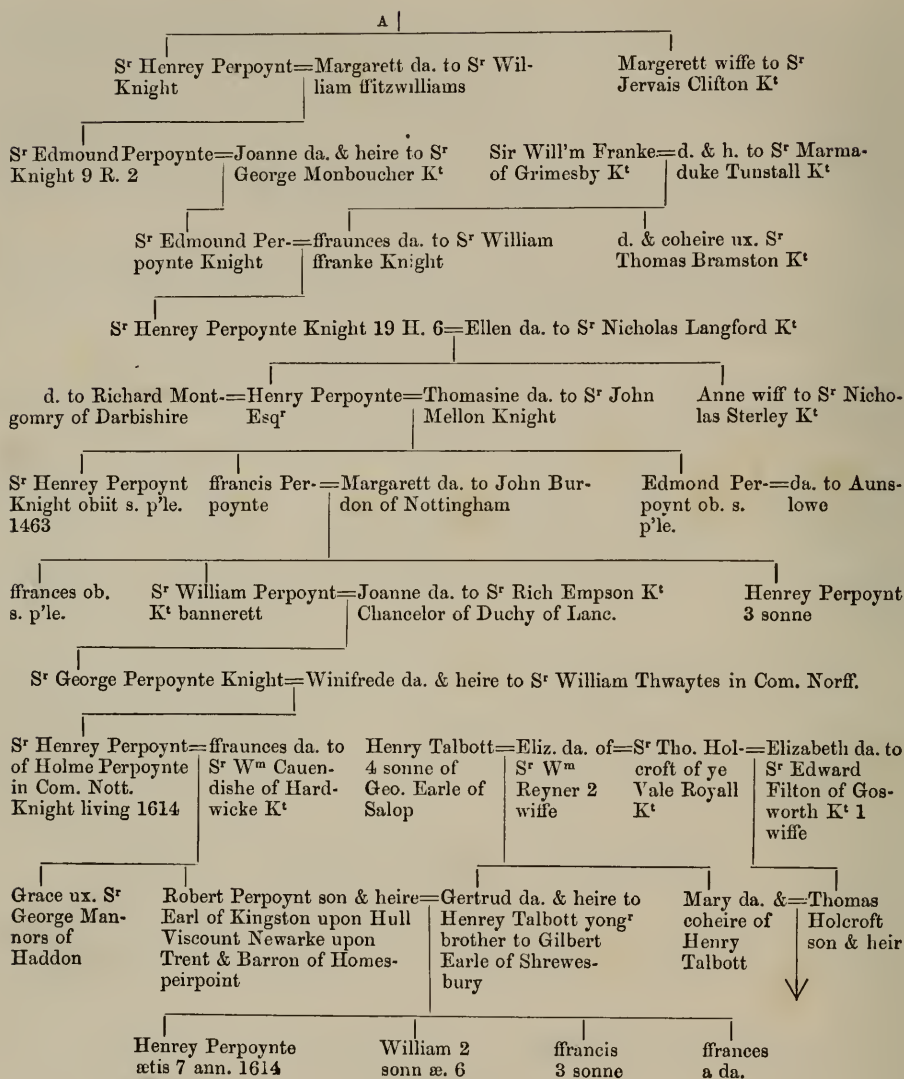 A
Sʳ Henrey Perpoynt=Margarett da. to Sʳ Wil-
Knight liam ffitzwilliams
Margerett wiffe to Sʳ
Jervais Clifton Kᵗ
Sʳ Edmound Perpoynte=Joanne da. & heire to Sʳ
Knight 9 R. 2 George Monboucher Kᵗ
Sir Will'm Franke=d. & h. to Sʳ Marma-
of Grimesby Kᵗ duke Tunstall Kᵗ
Sʳ Edmound Per-=ffraunces da. to Sʳ William
poynte Knight ffranke Knight
d. & coheire ux. Sʳ
Thomas Bramston Kᵗ
Sʳ Henrey Perpoynte Knight 19 H. 6=Ellen da. to Sʳ Nicholas Langford Kᵗ
d. to Richard Mont-=Henry Perpoynte=Thomasine da. to Sʳ John
gomry of Darbishire Esqʳ Mellon Knight
Anne wiff to Sʳ Nicho-
las Sterley Kᵗ
Sʳ Henrey Perpoynt
Knight obiit s. p'le.
1463
ffrancis Per-=Margarett da. to John Bur-
poynte don of Nottingham
Edmond Per-=da. to Auns-
poynt ob. s. lowe
p'le.
ffrances ob.
s. p'le.
Sʳ William Perpoynt=Joanne da. to Sʳ Rich Empson Kᵗ
Kᵗ bannerett Chancelor of Duchy of Lanc.
Henrey Perpoynt
3 sonne
Sʳ George Perpoynte Knight=Winifrede da. & heire to Sʳ William Thwaytes in Com. Norff.
Sʳ Henrey Perpoynt=ffraunces da. to
of Holme Perpoynte Sʳ Wᵐ Cauen-
in Com. Nott. dishe of Hard-
Knight living 1614 wicke Kᵗ
Henry Talbott=Eliz. da. of=Sʳ Tho. Hol-=Elizabeth da. to
4 sonne of Sʳ Wᵐ croft of ye Sʳ Edward
Geo. Earle of Reyner 2 Vale Royall Filton of Gos-
Salop wiffe Kᵗ worth Kᵗ 1
wiffe
Grace ux. Sʳ
George Man-
nors of
Haddon
Robert Perpoynt son & heire=Gertrud da. & heire to
Earl of Kingston upon Hull Henry Talbott yongʳ
Viscount Newarke upon brother to Gilbert
Trent & Barron of Homes- Earle of Shrewes-
peirpoint bury
Mary da. &=Thomas
coheire of Holcroft
Henry son & heir
Talbott
Henrey Perpoynte
ætis 7 ann. 1614
William 2
sonn æ. 6
ffrancis
3 sonne
ffrances
a da.